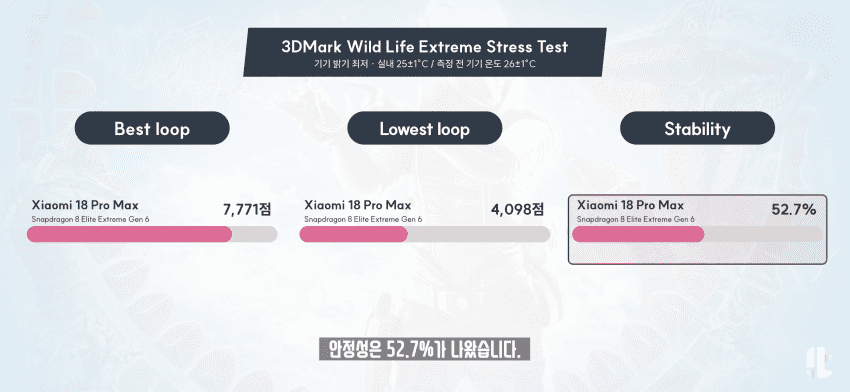 3DMark Wild Life Extreme Stress Test
기기 밝기 최저 · 실내 25±1°C / 측정 전 기기 온도 26±1°C
Best loop
Lowest loop
Stability
Xiaomi 18 Pro Max
7,771점
Snapdragon 8 Elite Extreme Gen 6
Xiaomi 18 Pro Max
4,098점
Snapdragon 8 Elite Extreme Gen 6
Xiaomi 18 Pro Max
52.7%
Snapdragon 8 Elite Extreme Gen 6
안정성은 52.7%가 나왔습니다.